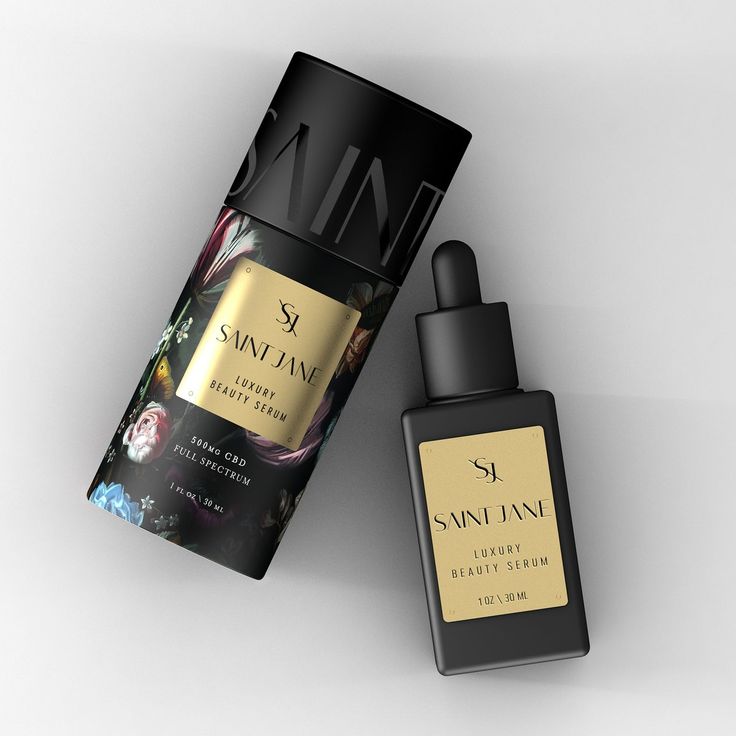 SAINT
SJ
SAINT JANE
LUXURY
BEAUTY SERUM
500MG CBD
FULL SPECTRUM
1 FL OZ \ 30 ML
SJ
SAINT JANE
LUXURY
BEAUTY SERUM
1 OZ \ 30 ML